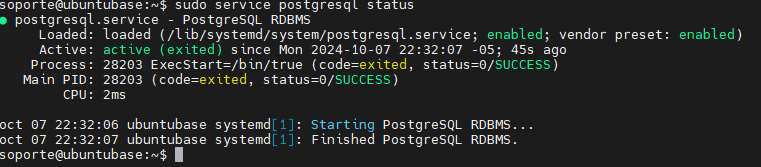 soporte@ubuntubase:~$ sudo service postgresql status
● postgresql.service - PostgreSQL RDBMS
     Loaded: loaded (/lib/systemd/system/postgresql.service; enabled; vendor preset: enabled)
     Active: active (exited) since Mon 2024-10-07 22:32:07 -05; 45s ago
    Process: 28203 ExecStart=/bin/true (code=exited, status=0/SUCCESS)
   Main PID: 28203 (code=exited, status=0/SUCCESS)
        CPU: 2ms

oct 07 22:32:06 ubuntubase systemd[1]: Starting PostgreSQL RDBMS...
oct 07 22:32:07 ubuntubase systemd[1]: Finished PostgreSQL RDBMS.
soporte@ubuntubase:~$